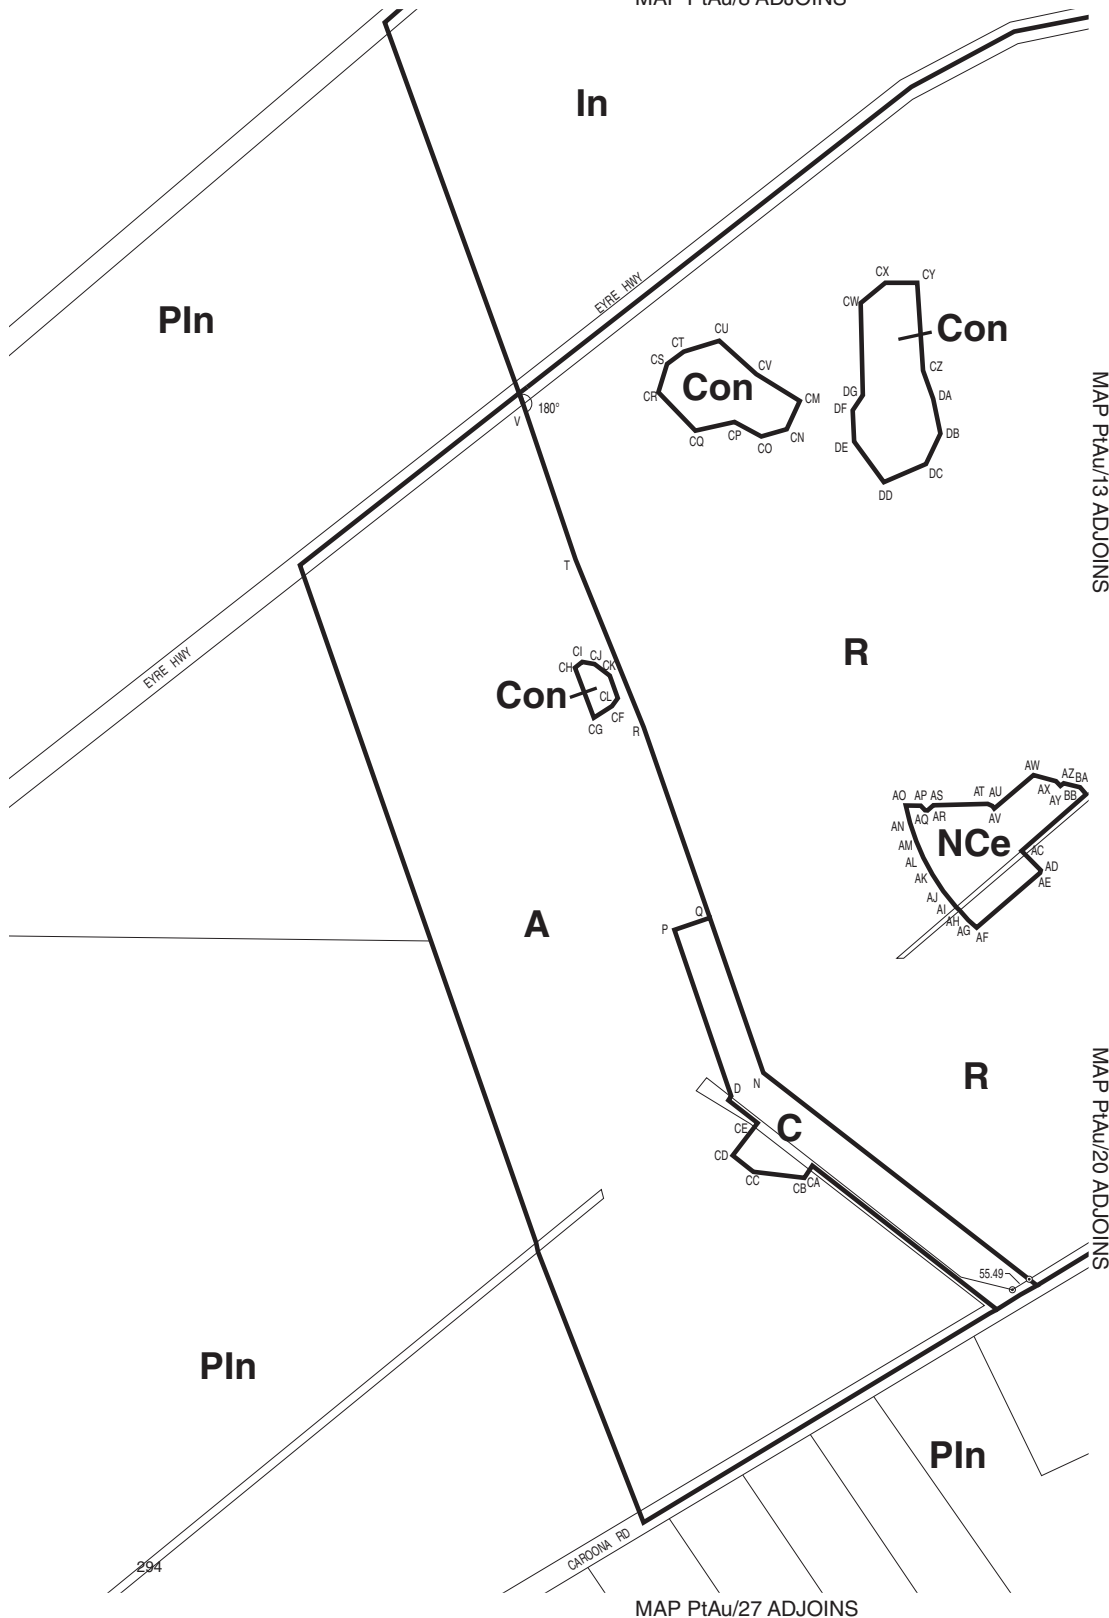 MAP PtAu/8 ADJOINS
In
EYRE HWY
PIn
CX
CY
CW
Con
CU
CT
CS
CV
CZ
Con
CR
CM
DG
DA
DF
180°
V
CQ
CP
CO
CN
DE
DB
DC
DD
MAP PtAu/13 ADJOINS
T
R
EYRE HWY
CI
CJ
CH
CK
Con
CL
CF
CG
R
AW
AZ
BA
AX
AY
BB
AO
AP
AS
AT
AU
AQ
AR
AV
AN
NCe
AM
AC
AL
AD
AK
AE
AJ
AI
AH
AG
AF
A
Q
P
R
D
N
C
CE
CD
CC
CB
CA
MAP PtAu/20 ADJOINS
55.49
PIn
PIn
CAROONA RD
294
MAP PtAu/27 ADJOINS